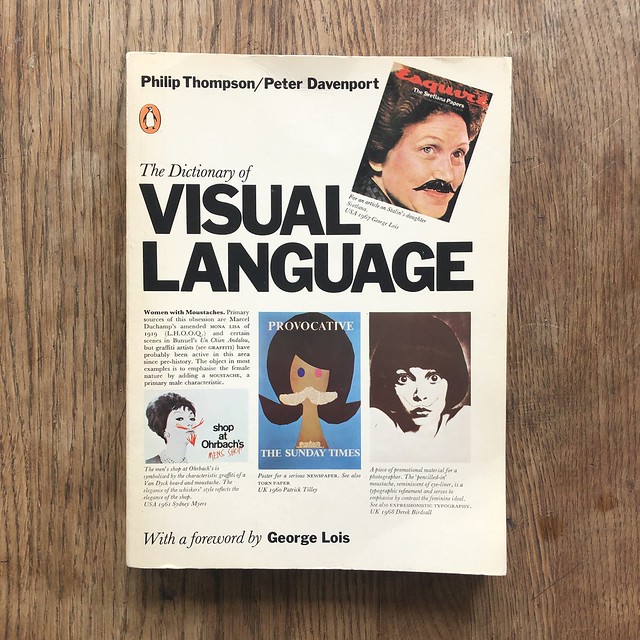 Philip Thompson/Peter Davenport
Esquire
The Svetlana Papers
For an article on Stalin's daughter
Svetlana,
USA 1967 George Lois
The Dictionary of
VISUAL
LANGUAGE
Women with Moustaches. Primary
sources of this obsession are Marcel
Duchamp's amended MONA LISA of
1919 (L.H.O.O.Q.) and certain
scenes in Bunuel's Un Chien Andalou,
but graffiti artists (see GRAFFITI) have
probably been active in this area
since pre-history. The object in most
examples is to emphasise the female
nature by adding a MOUSTACHE, a
primary male characteristic.
shop
at
Ohrbach's
MENS SHOP
The men's shop at Ohrbach's is
symbolised by the characteristic graffiti of a
Van Dyck beard and moustache. The
elegance of the whiskers' style reflects the
elegance of the shop.
USA 1961 Sydney Myers
PROVOCATIVE
THE SUNDAY TIMES
Poster for a serious NEWSPAPER. See also
TORN PAPER
UK 1960 Patrick Tilley
A piece of promotional material for a
photographer. The 'pencilled-in'
moustache, reminiscent of eye-liner, is a
typographic refinement and serves to
emphasise by contrast the feminine ideal.
See also EXPRESSIONISTIC TYPOGRAPHY.
UK 1968 Derek Birdsall
With a foreword by George Lois